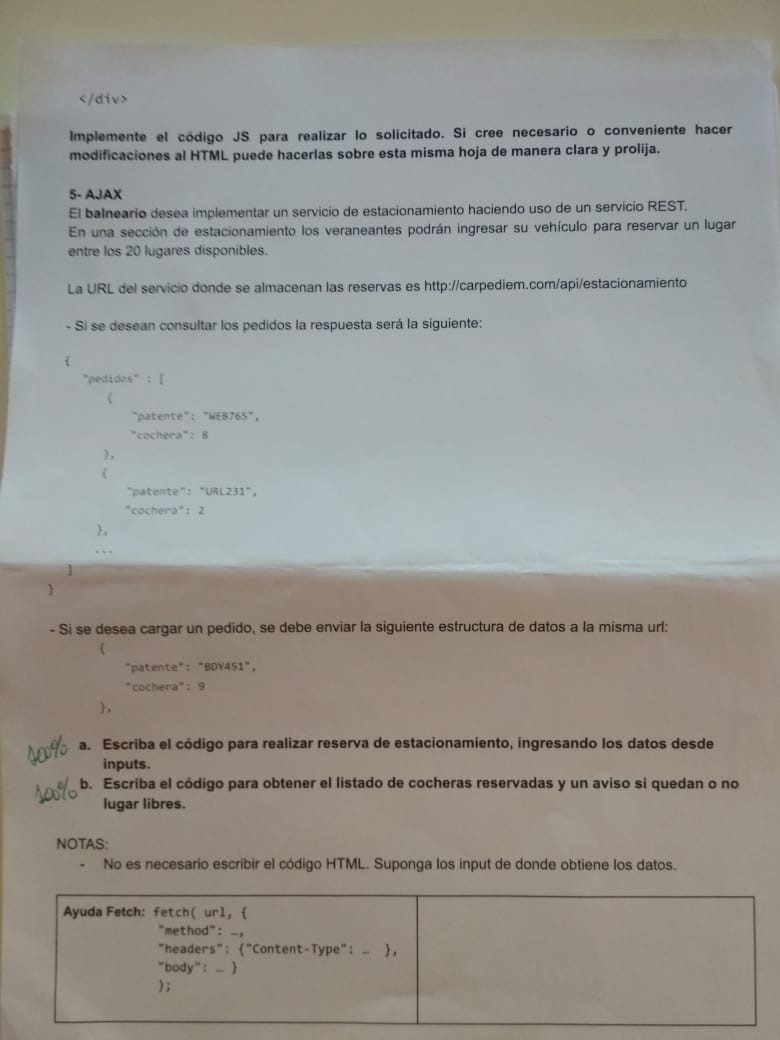 </div>
Implemente el código JS para realizar lo solicitado. Si cree necesario o conveniente hacer
modificaciones al HTML puede hacerlas sobre esta misma hoja de manera clara y prolija.
5- AJAX
El balneario desea implementar un servicio de estacionamiento haciendo uso de un servicio REST.
En una sección de estacionamiento los veraneantes podrán ingresar su vehículo para reservar un lugar
entre los 20 lugares disponibles.
La URL del servicio donde se almacenan las reservas es http://carpediem.com/api/estacionamiento
- Si se desean consultar los pedidos la respuesta será la siguiente:
{
"pedidos" : [
{
"patente": "WEB765",
"cochera": 8
},
{
"patente": "URL231",
"cochera": 2
},
...
]
}
- Si se desea cargar un pedido, se debe enviar la siguiente estructura de datos a la misma url:
{
"patente": "BDY451",
"cochera": 9
},
100% a. Escriba el código para realizar reserva de estacionamiento, ingresando los datos desde
inputs.
100% b. Escriba el código para obtener el listado de cocheras reservadas y un aviso si quedan o no
lugar libres.
NOTAS:
- No es necesario escribir el código HTML. Suponga los input de donde obtiene los datos.
Ayuda Fetch: fetch( url, {
"method": …,
"headers": {"Content-Type": … },
"body": … }
);